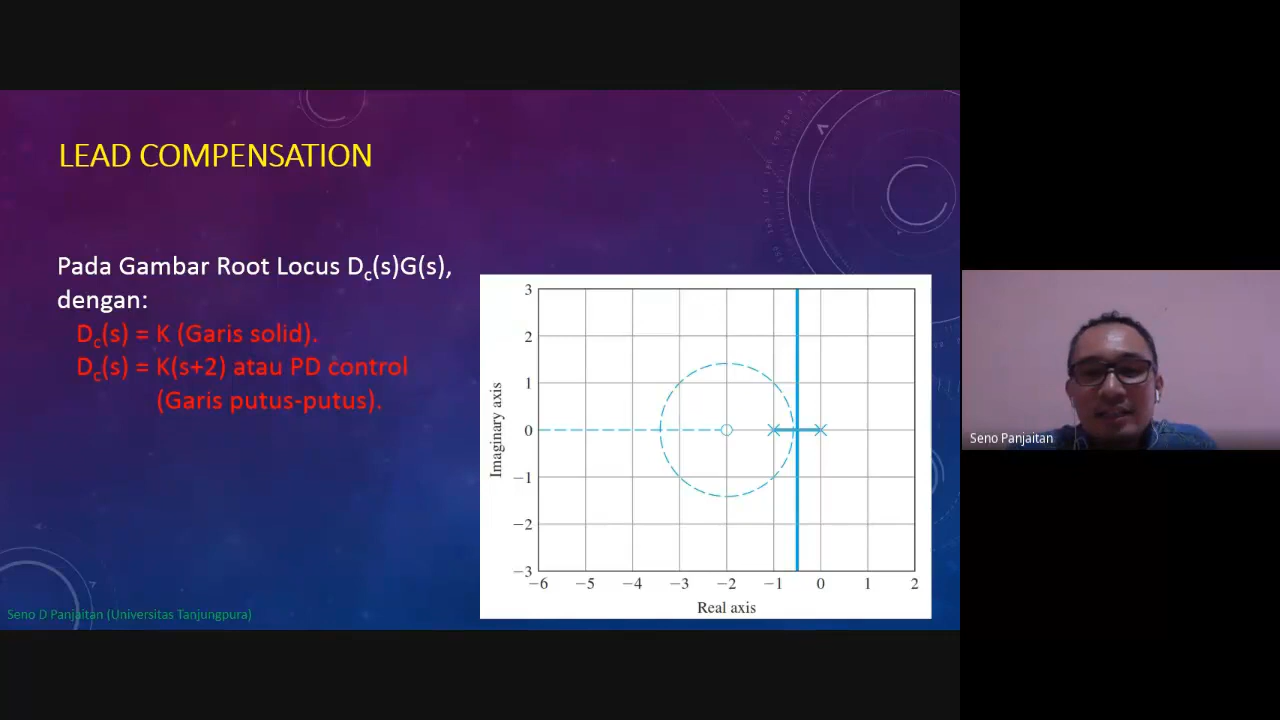 LEAD COMPENSATION
Pada Gambar Root Locus Dc(s)G(s),
dengan:
Dc(s) = K (Garis solid).
Dc(s) = K(s+2) atau PD control
(Garis putus-putus).
3
2
1
0
−1
−2
−3
Imaginary axis
−6 −5 −4 −3 −2 −1 0 1 2
Real axis
Seno D Panjaitan (Universitas Tanjungpura)
Seno Panjaitan